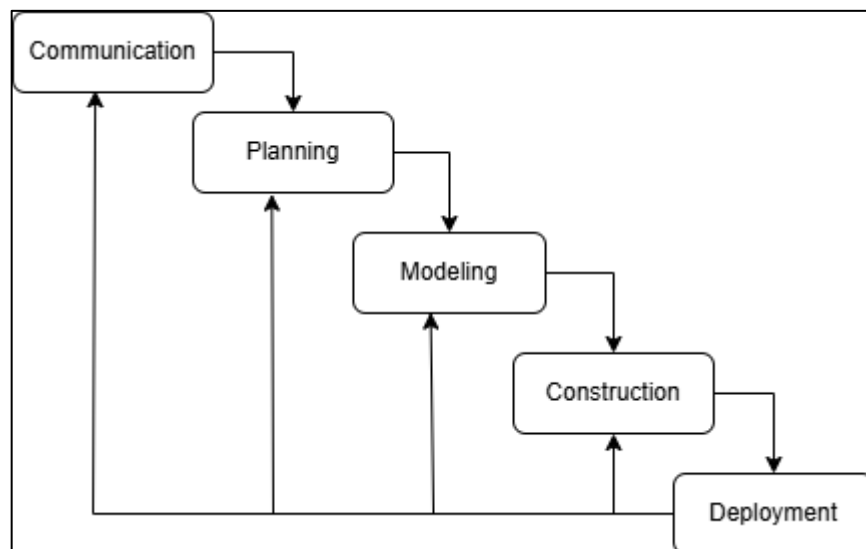 Communication
Planning
Modeling
Construction
Deployment